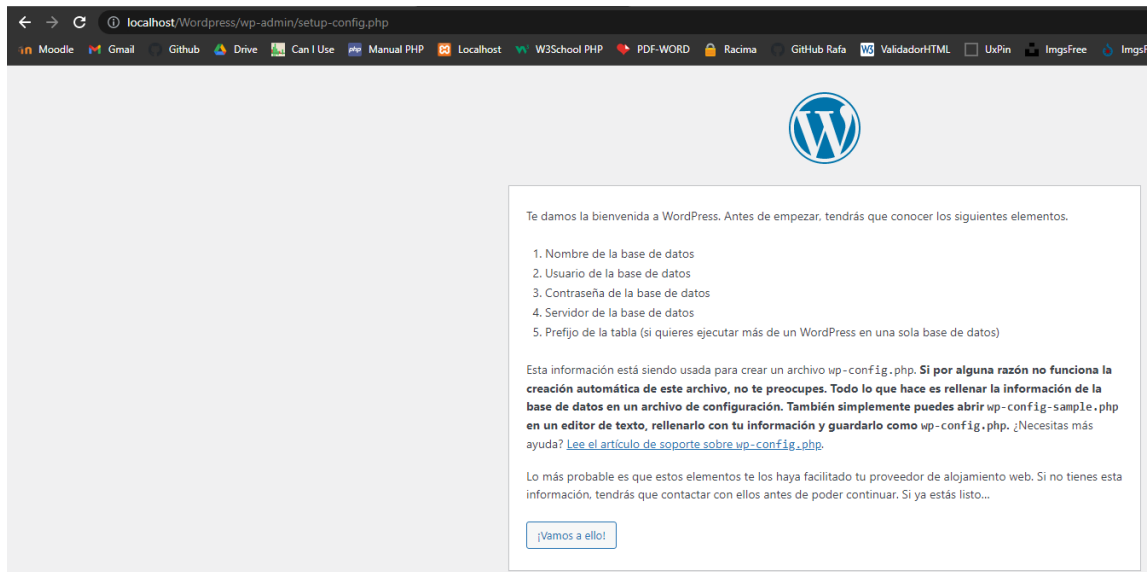 localhost/Wordpress/wp-admin/setup-config.php
Moodle Gmail Github Drive Can I Use Manual PHP Localhost W3School PHP PDF-WORD Racima GitHub Rafa ValidadorHTML UxPin ImgsFree
Te damos la bienvenida a WordPress. Antes de empezar, tendrás que conocer los siguientes elementos.
1. Nombre de la base de datos
2. Usuario de la base de datos
3. Contraseña de la base de datos
4. Servidor de la base de datos
5. Prefijo de la tabla (si quieres ejecutar más de un WordPress en una sola base de datos)
Esta información está siendo usada para crear un archivo wp-config.php. Si por alguna razón no funciona la
creación automática de este archivo, no te preocupes. Todo lo que hace es rellenar la información de la
base de datos en un archivo de configuración. También simplemente puedes abrir wp-config-sample.php
en un editor de texto, rellenarlo con tu información y guardarlo como wp-config.php. ¿Necesitas más
ayuda? Lee el artículo de soporte sobre wp-config.php.
Lo más probable es que estos elementos te los haya facilitado tu proveedor de alojamiento web. Si no tienes esta
información, tendrás que contactar con ellos antes de poder continuar. Si ya estás listo...
¡Vamos a ello!